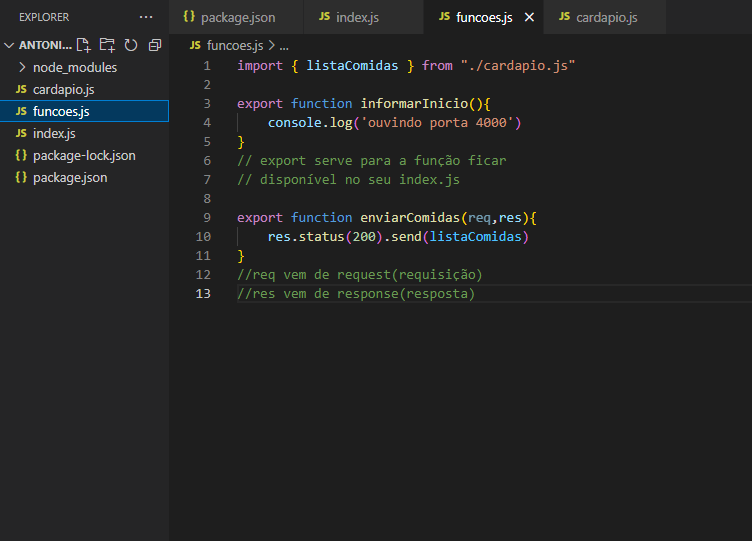 EXPLORER ...
ANTONI...
node_modules
JS cardapio.js
JS funcoes.js
JS index.js
{} package-lock.json
{} package.json
{} package.json JS index.js JS funcoes.js × JS cardapio.js
JS funcoes.js > ...
1 import { listaComidas } from "./cardapio.js"
2
3 export function informarInicio(){
4 console.log('ouvindo porta 4000')
5 }
6 // export serve para a função ficar
7 // disponível no seu index.js
8
9 export function enviarComidas(req,res){
10 res.status(200).send(listaComidas)
11 }
12 //req vem de request(requisição)
13 //res vem de response(resposta)